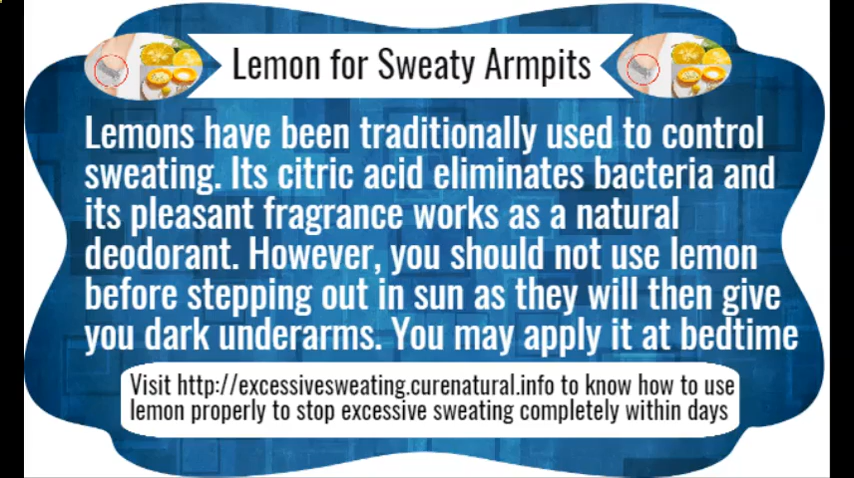 Lemon for Sweaty Armpits
Lemons have been traditionally used to control
sweating. Its citric acid eliminates bacteria and
its pleasant fragrance works as a natural
deodorant. However, you should not use lemon
before stepping out in sun as they will then give
you dark underarms. You may apply it at bedtime
Visit http://excessivesweating.curenatural.info to know how to use
lemon properly to stop excessive sweating completely within days